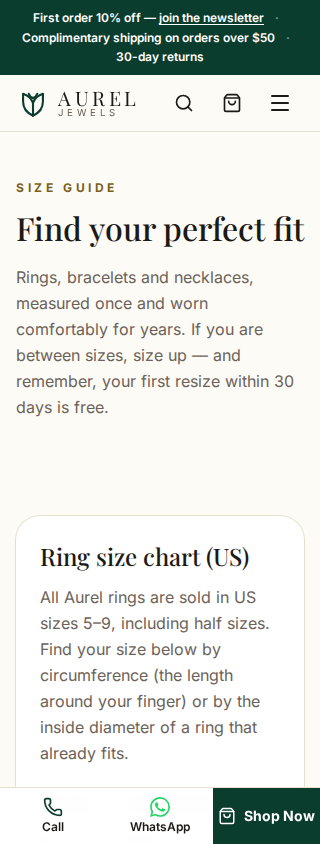 First order 10% off — join the newsletter ·
Complimentary shipping on orders over $50 ·
30-day returns
AUREL
JEWELS
SIZE GUIDE
Find your perfect fit
Rings, bracelets and necklaces,
measured once and worn
comfortably for years. If you are
between sizes, size up — and
remember, your first resize within 30
days is free.
Ring size chart (US)
All Aurel rings are sold in US
sizes 5–9, including half sizes.
Find your size below by
circumference (the length
around your finger) or by the
inside diameter of a ring that
already fits.
Call
WhatsApp
Shop Now